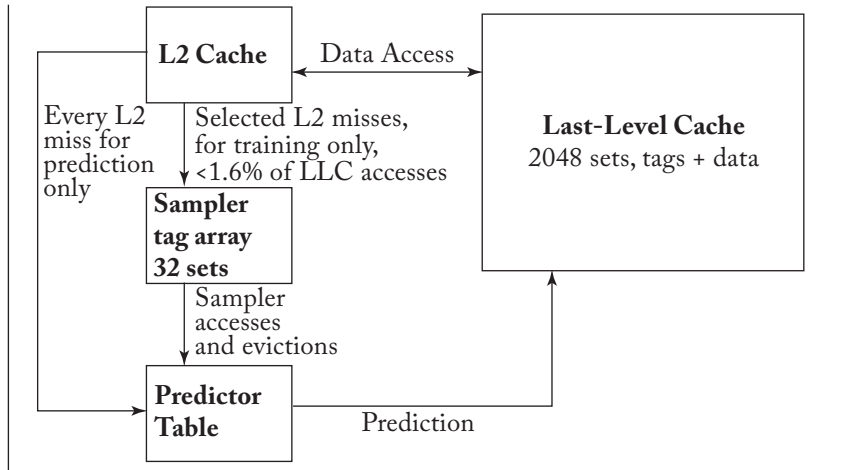 L2 Cache
Data Access
Every L2
miss for
prediction
only
Selected L2 misses,
for training only,
<1.6% of LLC accesses
Last-Level Cache
2048 sets, tags + data
Sampler
tag array
32 sets
Sampler
accesses
and evictions
Predictor
Table
Prediction